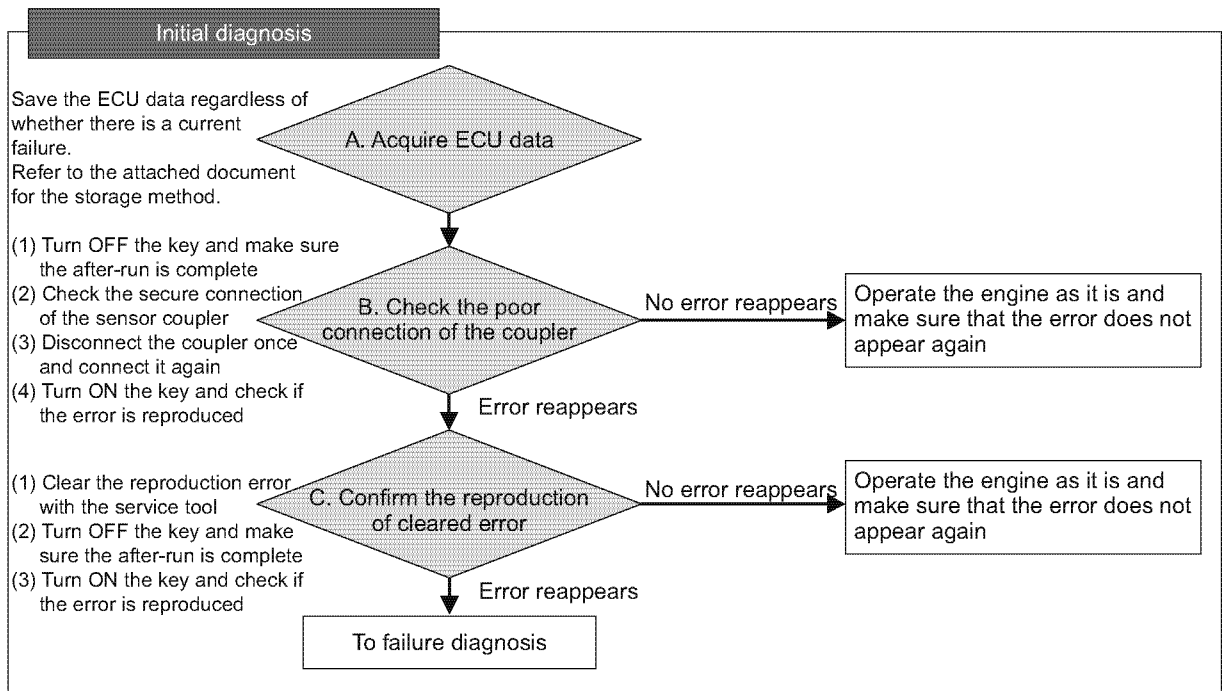 Initial diagnosis
Save the ECU data regardless of
whether there is a current
failure.
Refer to the attached document
for the storage method.
A. Acquire ECU data
(1) Turn OFF the key and make sure
the after-run is complete
(2) Check the secure connection
of the sensor coupler
(3) Disconnect the coupler once
and connect it again
(4) Turn ON the key and check if
the error is reproduced
B. Check the poor
connection of the coupler
No error reappears
Operate the engine as it is and
make sure that the error does not
appear again
Error reappears
(1) Clear the reproduction error
with the service tool
(2) Turn OFF the key and make
sure the after-run is complete
(3) Turn ON the key and check if
the error is reproduced
C. Confirm the reproduction
of cleared error
No error reappears
Operate the engine as it is and
make sure that the error does not
appear again
Error reappears
To failure diagnosis